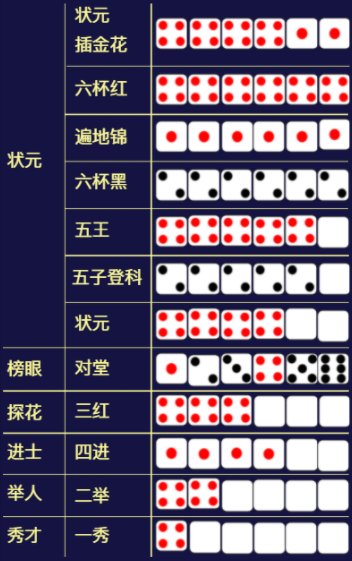 状元
插金花
六杯红
遍地锦
状元
六杯黑
五王
五子登科
状元
榜眼 对堂
探花 三红
进士 四进
举人 二举
秀才 一秀